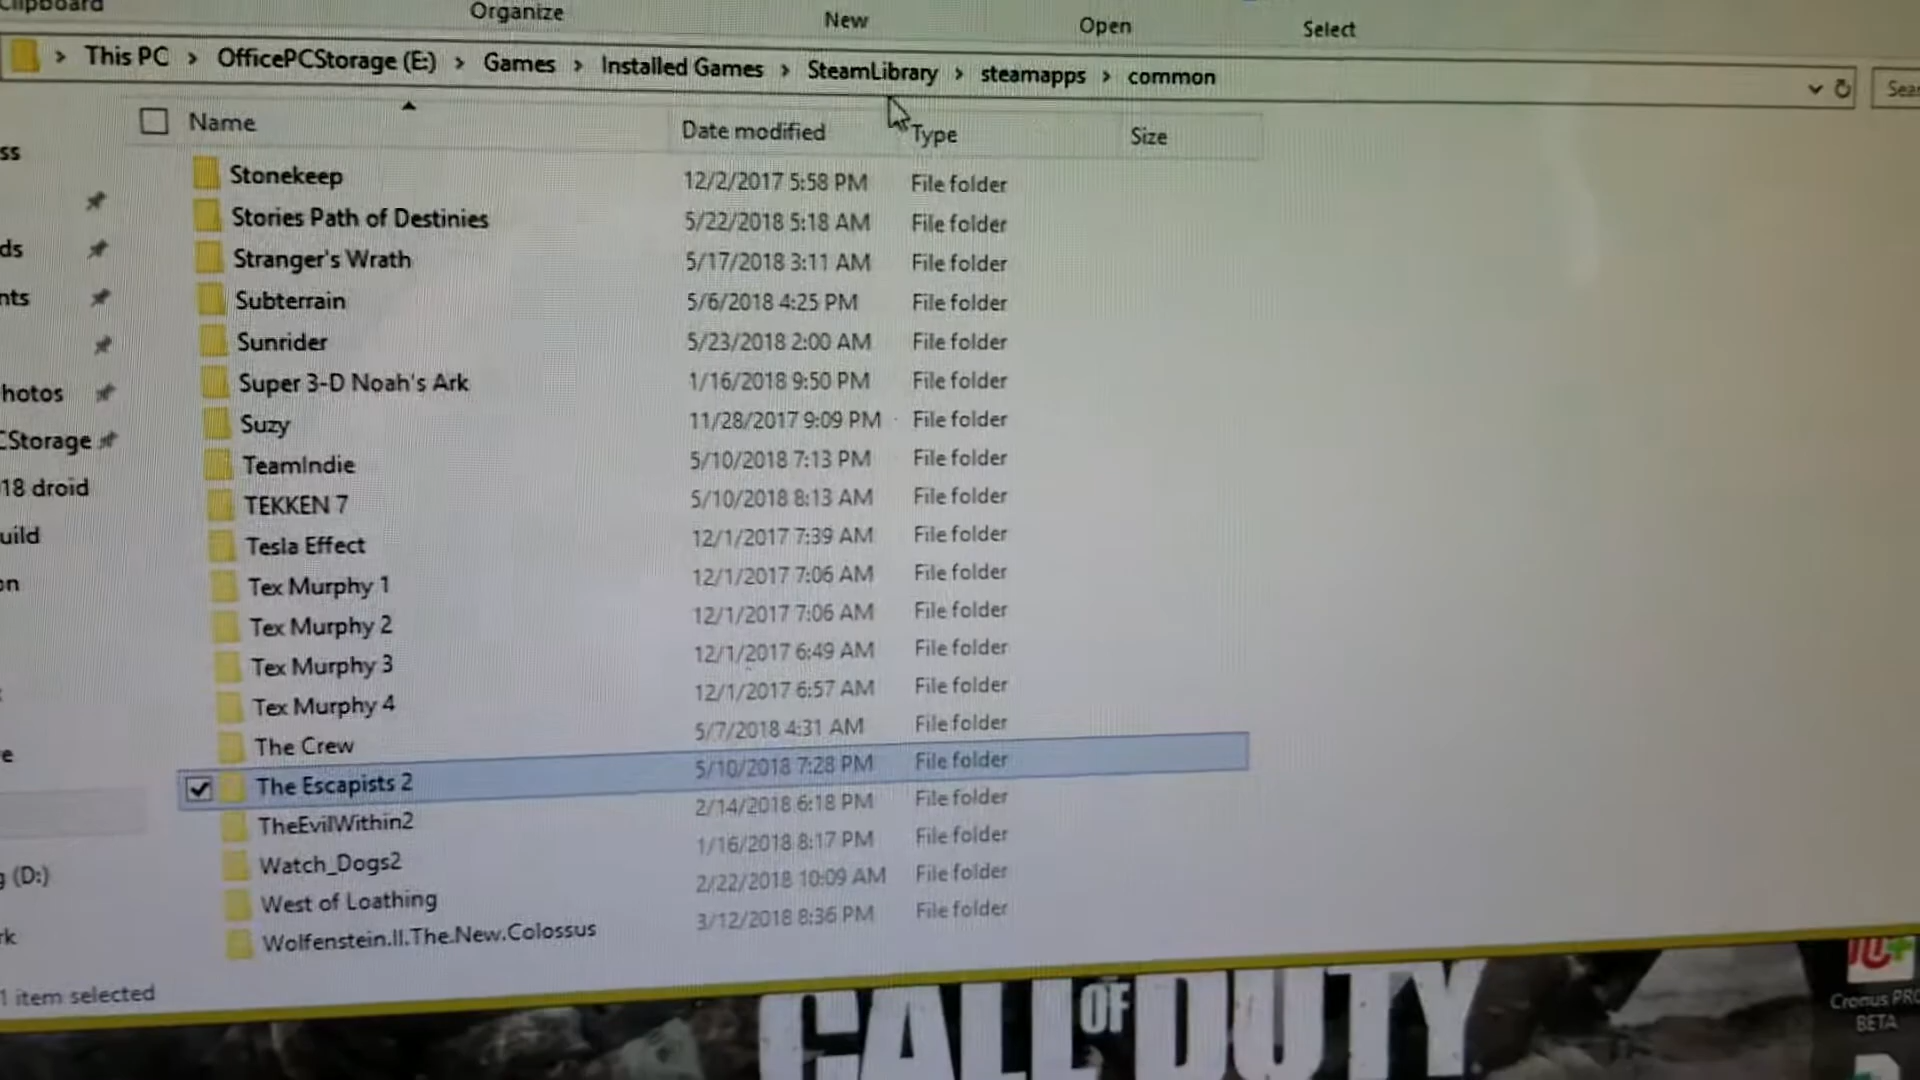 Clipboard
Organize
New
Open
Select
> This PC > OfficePCStorage (E:) > Games > Installed Games > SteamLibrary > steamapps > common
Name
Date modified
Type
Size
Stonekeep 12/2/2017 5:58 PM File folder
Stories Path of Destinies 5/22/2018 5:18 AM File folder
Stranger's Wrath 5/17/2018 3:11 AM File folder
Subterrain 5/6/2018 4:25 PM File folder
Sunrider 5/23/2018 2:00 AM File folder
Super 3-D Noah's Ark 1/16/2018 9:50 PM File folder
Suzy 11/28/2017 9:09 PM File folder
TeamIndie 5/10/2018 7:13 PM File folder
TEKKEN 7 5/10/2018 8:13 AM File folder
Tesla Effect 12/1/2017 7:39 AM File folder
Tex Murphy 1 12/1/2017 7:06 AM File folder
Tex Murphy 2 12/1/2017 7:06 AM File folder
Tex Murphy 3 12/1/2017 6:49 AM File folder
Tex Murphy 4 12/1/2017 6:57 AM File folder
The Crew 5/7/2018 4:31 AM File folder
The Escapists 2 5/10/2018 7:28 PM File folder
TheEvilWithin2 2/14/2018 6:18 PM File folder
Watch_Dogs2 1/16/2018 8:17 PM File folder
West of Loathing 2/22/2018 10:09 AM File folder
Wolfenstein.II.The.New.Colossus 3/12/2018 8:36 PM File folder
ss
ds
nts
hotos
CStorage
18 droid
uild
on
e
g (D:)
rk
1 item selected
CALL OF DUTY
Cronus PRO
BETA